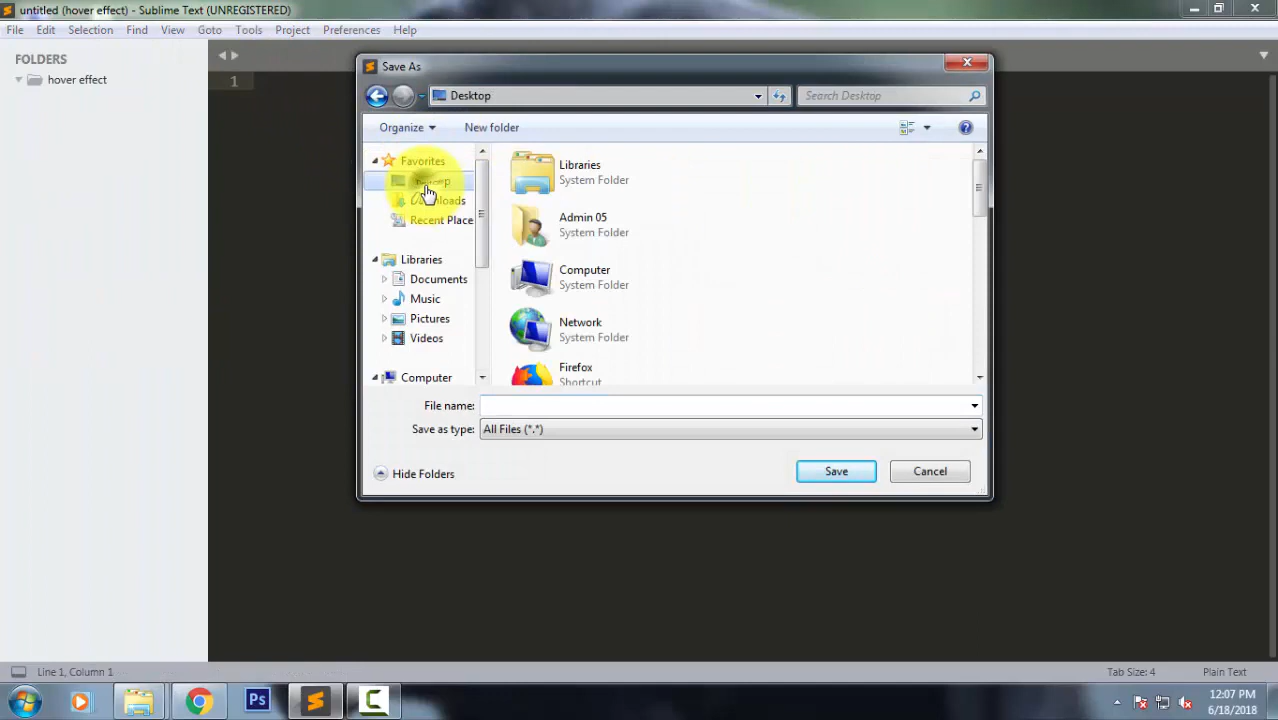 untitled (hover effect) - Sublime Text (UNREGISTERED)
File Edit Selection Find View Goto Tools Project Preferences Help
FOLDERS
hover effect
1
Save As
Desktop
Search Desktop
Organize
New folder
Favorites
Downloads
Recent Place
Libraries
Documents
Music
Pictures
Videos
Computer
Libraries
System Folder
Admin 05
System Folder
Computer
System Folder
Network
System Folder
Firefox
Shortcut
File name:
Save as type: All Files (*.*)
Hide Folders
Save
Cancel
Line 1, Column 1
Tab Size: 4
Plain Text
Ps
12:07 PM
6/18/2018